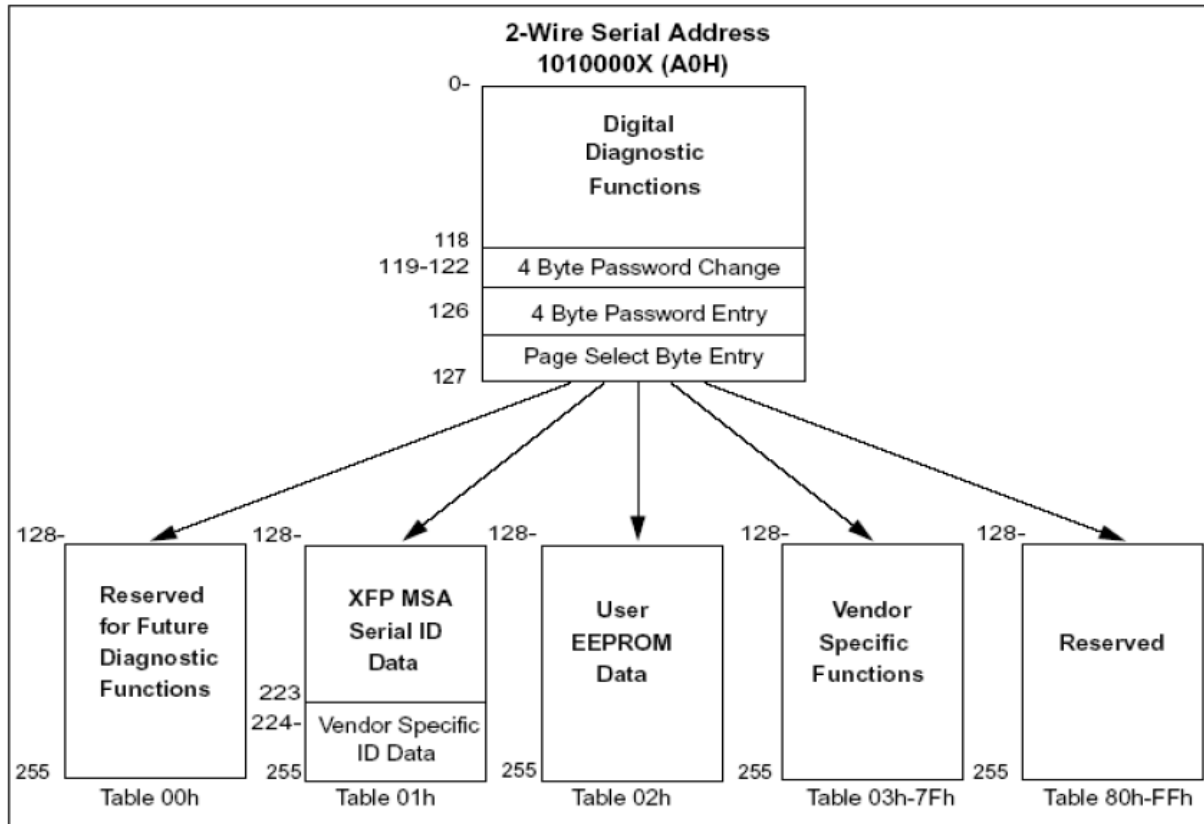 2-Wire Serial Address
1010000X (A0H)
0-
Digital
Diagnostic
Functions
118
119-122
4 Byte Password Change
126
4 Byte Password Entry
Page Select Byte Entry
127
128-
Reserved
for Future
Diagnostic
Functions
255
Table 00h
128-
XFP MSA
Serial ID
Data
223
224-
Vendor Specific
ID Data
255
Table 01h
128-
User
EEPROM
Data
255
Table 02h
128-
Vendor
Specific
Functions
255
Table 03h-7Fh
128-
Reserved
255
Table 80h-FFh